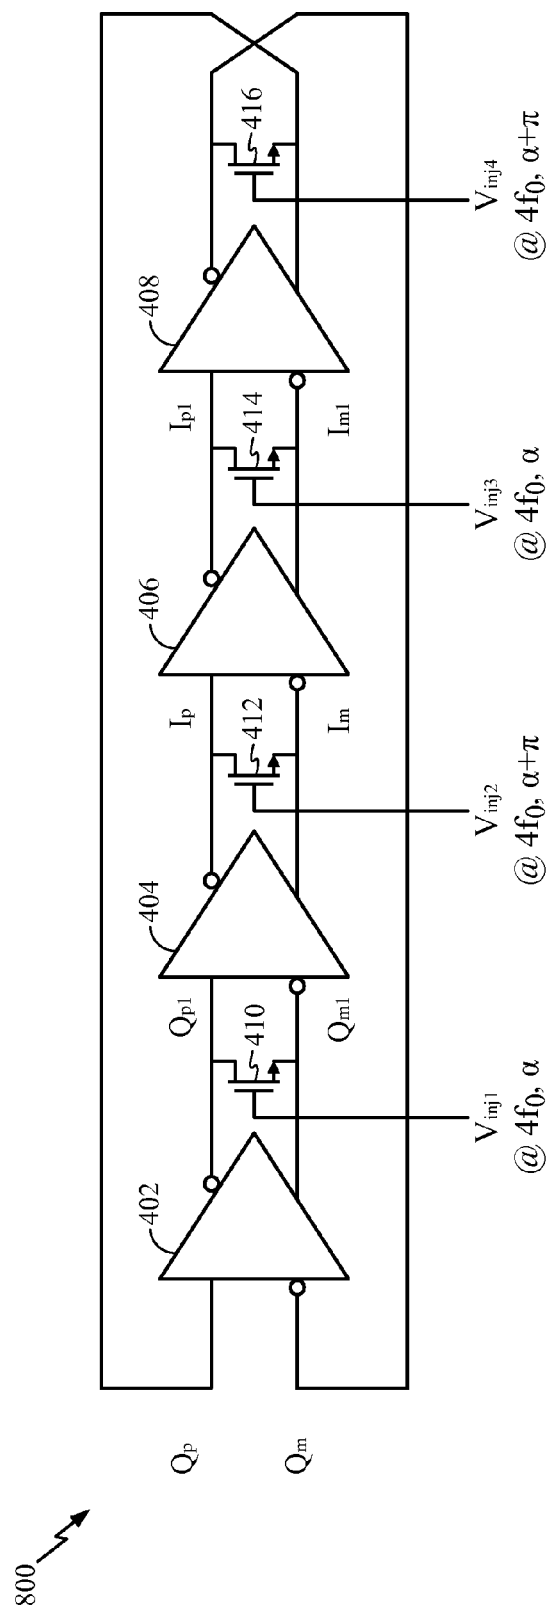 800
Qp
Qm
402
Qp1
Qm1
410
404
Ip
Im
412
406
Ip1
Im1
414
408
416
Vinj1
@ 4f0, α
Vinj2
@ 4f0, α+π
Vinj3
@ 4f0, α
Vinj4
@ 4f0, α+π